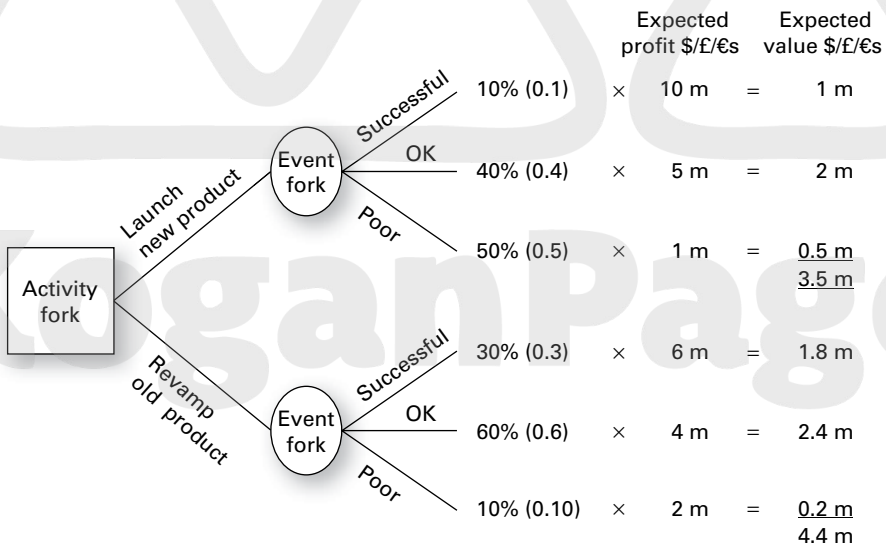 Expected Expected
profit $/£/€s value $/£/€s
Successful 10% (0.1) × 10 m = 1 m
Event fork
OK 40% (0.4) × 5 m = 2 m
Launch
new product
Poor 50% (0.5) × 1 m = 0.5 m
3.5 m
Activity
fork
Successful 30% (0.3) × 6 m = 1.8 m
Revamp
old product
Event fork
OK 60% (0.6) × 4 m = 2.4 m
Poor 10% (0.10) × 2 m = 0.2 m
4.4 m
KoganPage